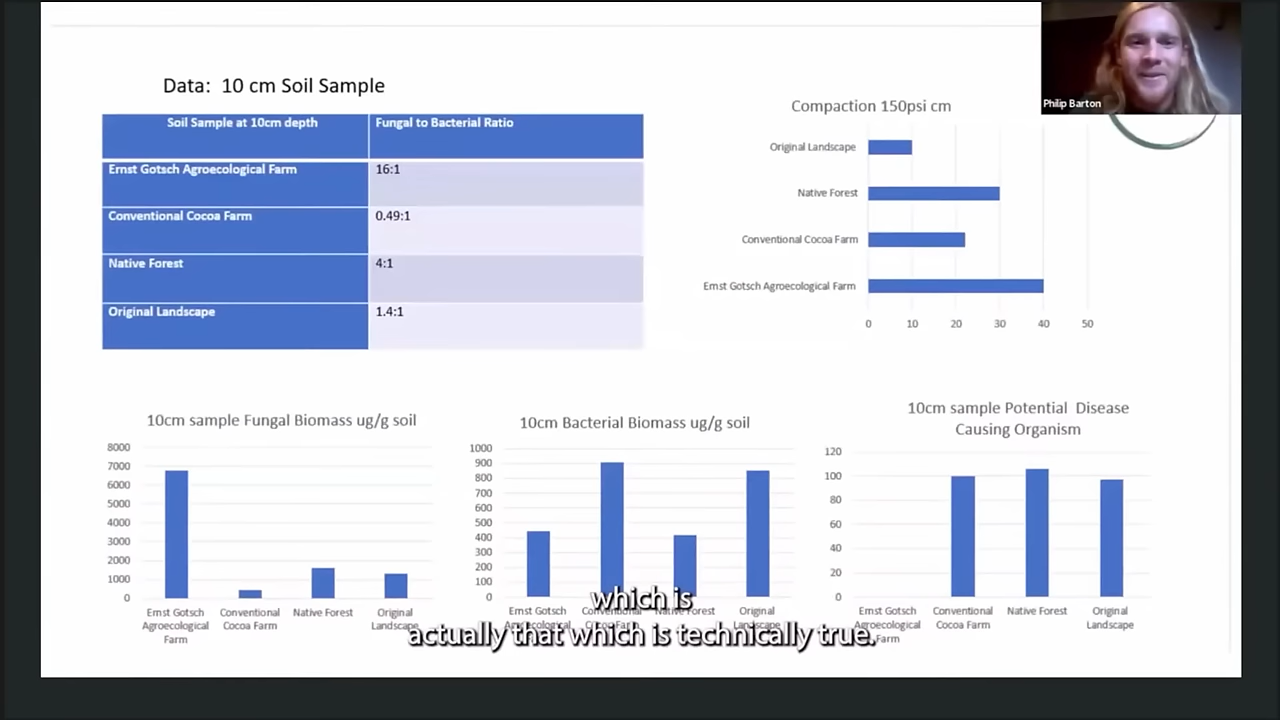 Data: 10 cm Soil Sample
Soil Sample at 10cm depth Fungal to Bacterial Ratio
Ernst Gotsch Agroecological Farm 16:1
Conventional Cocoa Farm 0.49:1
Native Forest 4:1
Original Landscape 1.4:1
Compaction 150psi cm
Original Landscape
Native Forest
Conventional Cocoa Farm
Ernst Gotsch Agroecological Farm
0 10 20 30 40 50
Philip Barton
10cm sample Fungal Biomass ug/g soil
8000
7000
6000
5000
4000
3000
2000
1000
0
Ernst Gotsch
Agroecological
Farm
Conventional
Cocoa Farm
Native Forest
Original
Landscape
10cm Bacterial Biomass ug/g soil
1000
900
800
700
600
500
400
300
200
100
0
Ernst Gotsch
Conventional
Native Forest
Original
Landscape
10cm sample Potential Disease
Causing Organism
120
100
80
60
40
20
0
Ernst Gotsch
Agroecological
Farm
Conventional
Cocoa Farm
Native Forest
Original
Landscape
which is
actually that which is technically true.